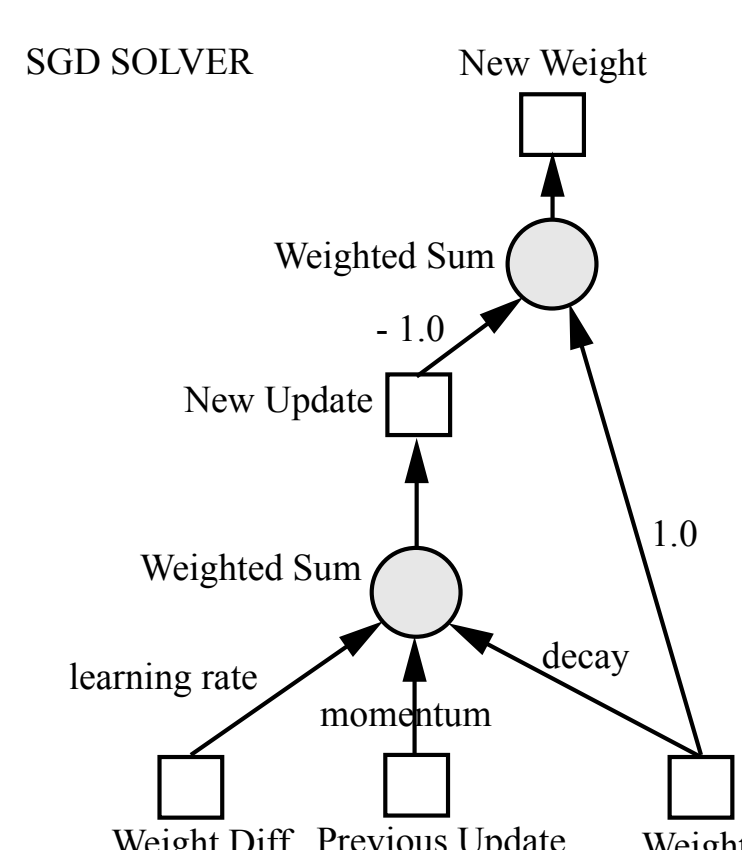 SGD SOLVER
New Weight
Weighted Sum
- 1.0
New Update
1.0
Weighted Sum
decay
learning rate
momentum
Weight Diff
Previous Update
Weight